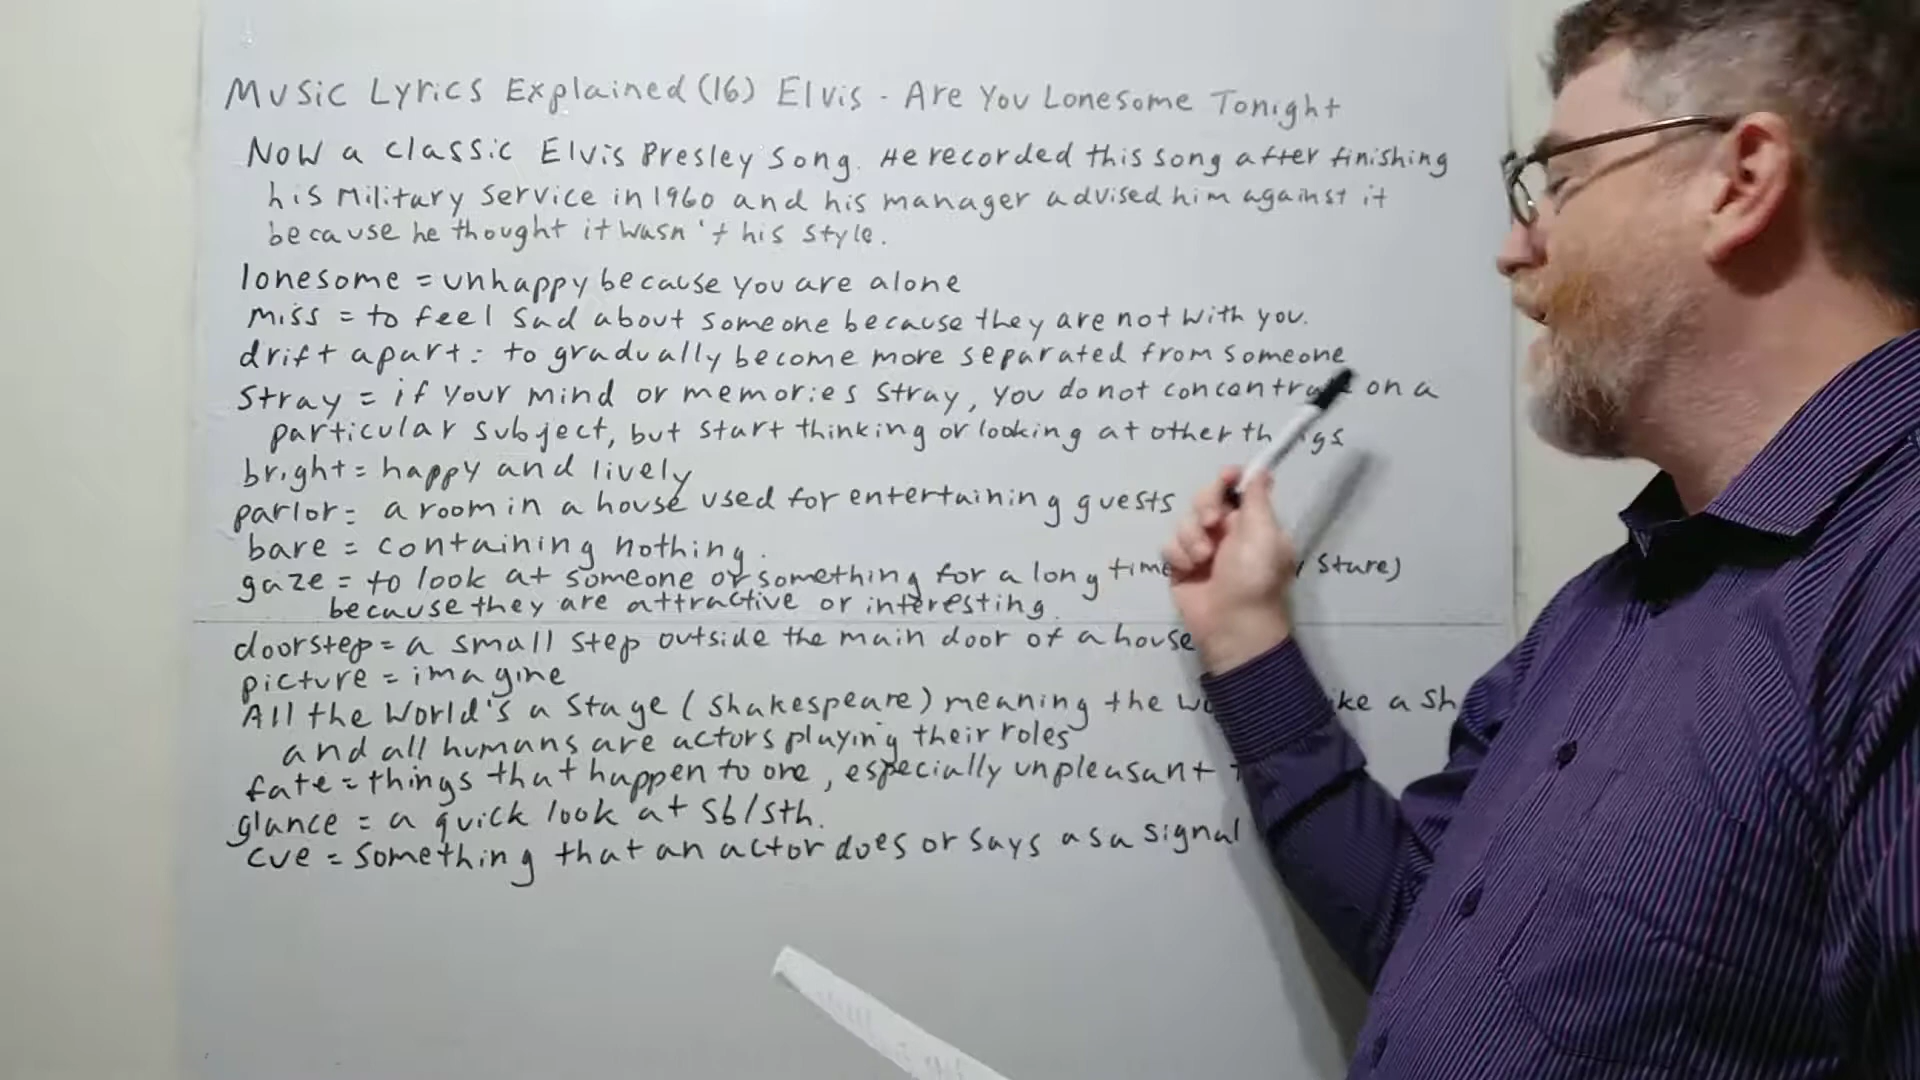 Music Lyrics Explained (16) Elvis - Are You Lonesome Tonight
Now a classic Elvis Presley song. He recorded this song after finishing
his military service in 1960 and his manager advised him against it
because he thought it wasn't his style.
lonesome = unhappy because you are alone
miss = to feel sad about someone because they are not with you.
drift apart: to gradually become more separated from someone
stray = if your mind or memories stray, you do not concentrate on a
particular subject, but start thinking or looking at other things
bright = happy and lively
parlor = a room in a house used for entertaining guests
bare = containing nothing.
gaze = to look at someone or something for a long time stare)
because they are attractive or interesting
doorstep = a small step outside the main door of a house
picture = imagine
All the World's a Stage (Shakespeare) meaning the a
and all humans are actors playing their roles
fate = things that happen to one, especially unpleasant
glance = a quick look at sb/sth.
cue = something that an actor does or says as a signal